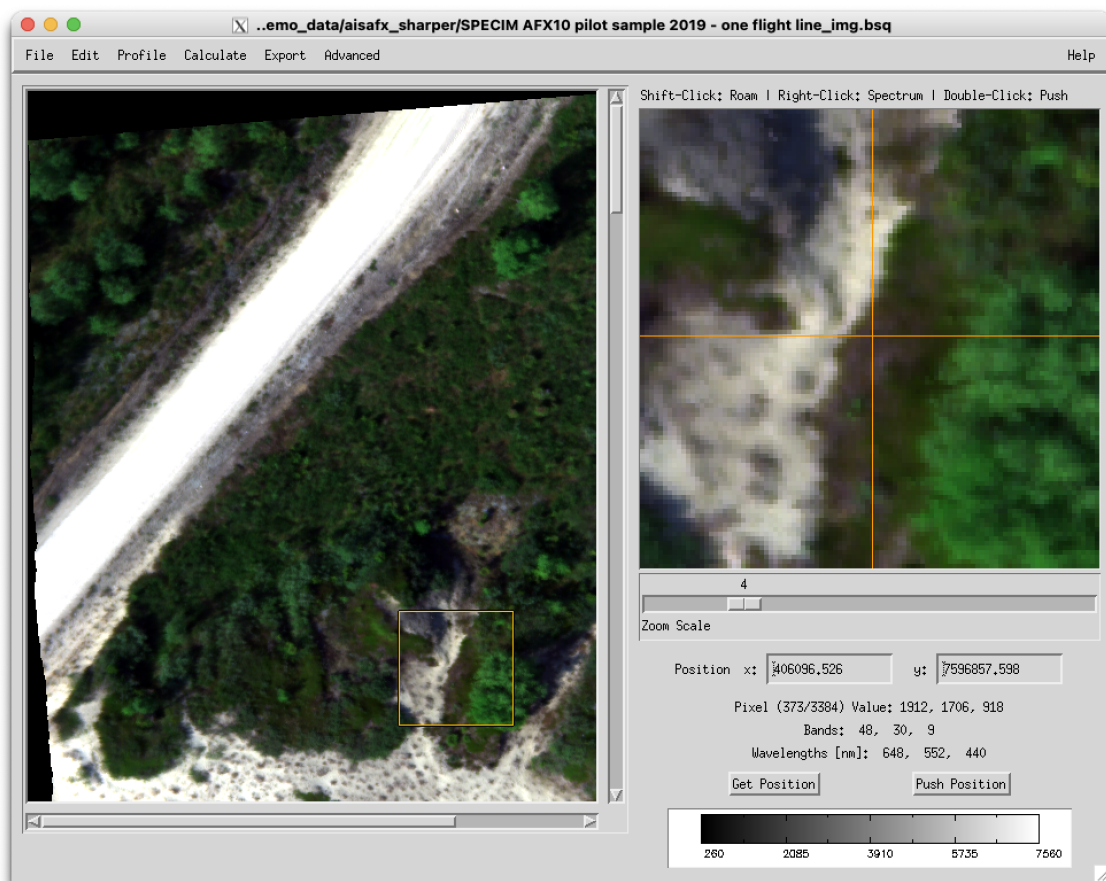 ..emo_data/aisafx_sharper/SPECIM AFX10 pilot sample 2019 - one flight line_img.bsq
File Edit Profile Calculate Export Advanced Help
Shift-Click: Roam | Right-Click: Spectrum | Double-Click: Push
4
Zoom Scale
Position x: 406096.526 y: 7596857.598
Pixel (373/3384) Value: 1912, 1706, 918
Bands: 48, 30, 9
Wavelengths [nm]: 648, 552, 440
Get Position Push Position
260 2085 3910 5735 7560